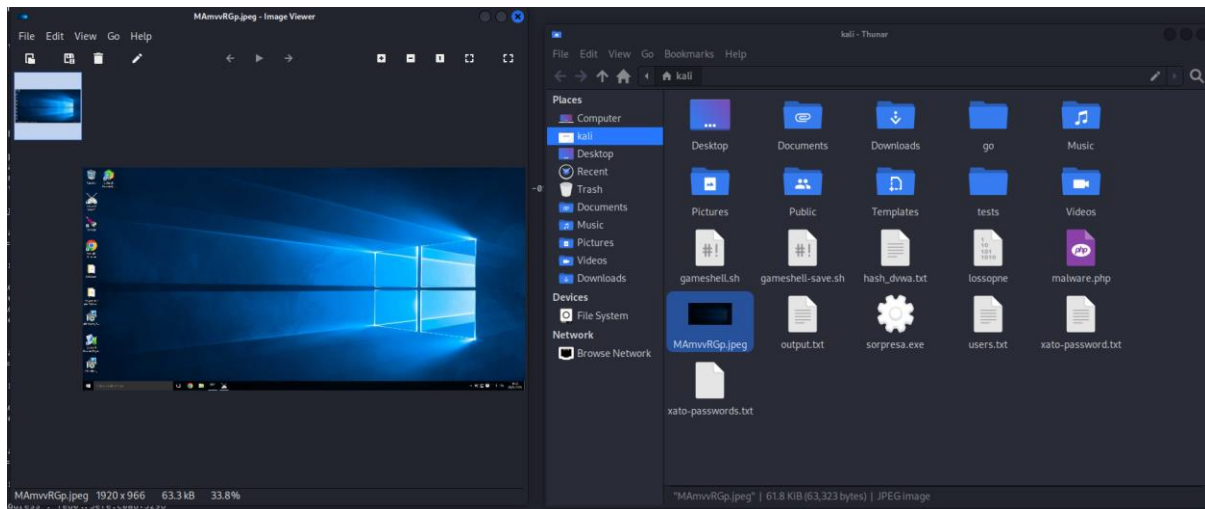 MAmvvRGp.jpeg - Image Viewer
File Edit View Go Help
MAmvvRGp.jpeg 1920 x 966 63.3 kB 33.8%
kali - Thunar
File Edit View Go Bookmarks Help
kali
Places
Computer
kali
Desktop
Recent
Trash
Documents
Music
Pictures
Videos
Downloads
Devices
File System
Network
Browse Network
Desktop Documents Downloads go Music
Pictures Public Templates tests Videos
gameshell.sh gameshell-save.sh hash_dvwa.txt lossopne malware.php
MAmvvRGp.jpeg output.txt sorpresa.exe users.txt xato-password.txt
xato-passwords.txt
"MAmvvRGp.jpeg" | 61.8 KiB (63,323 bytes) | JPEG image